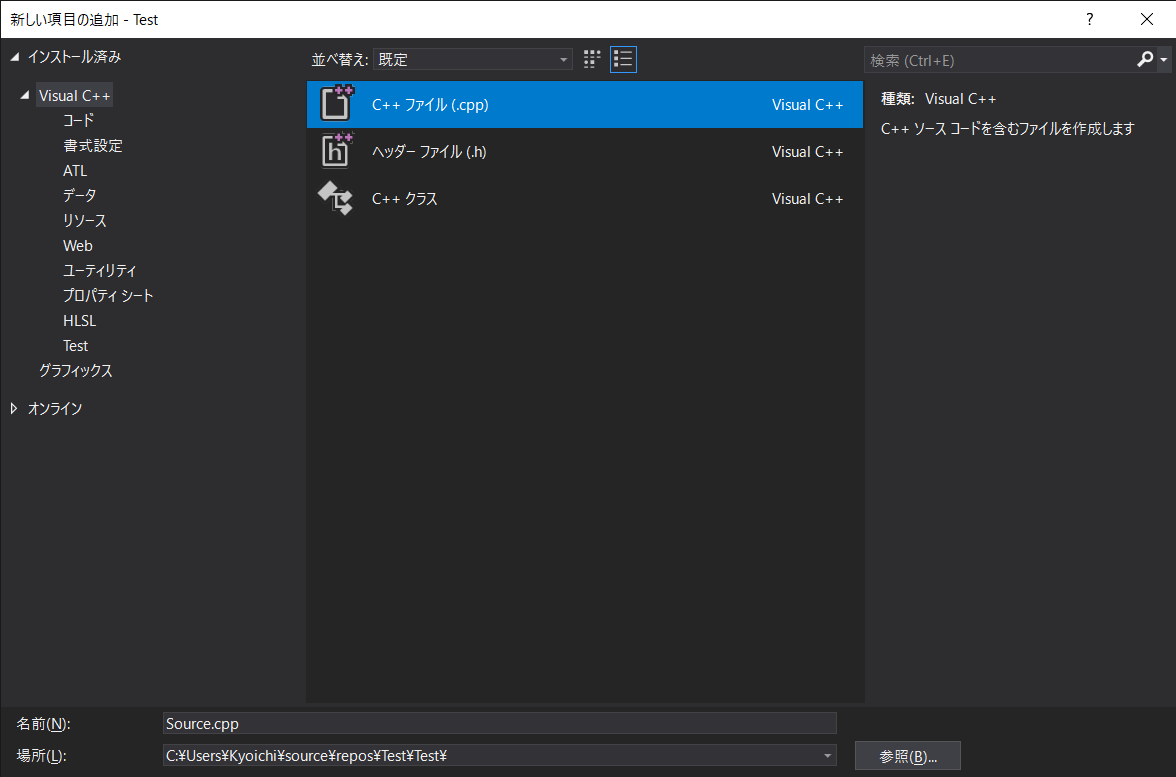 新しい項目の追加 - Test
?
インストール済み
並べ替え: 既定
検索 (Ctrl+E)
Visual C++
コード
書式設定
ATL
データ
リソース
Web
ユーティリティ
プロパティ シート
HLSL
Test
グラフィックス
オンライン
C++ ファイル (.cpp) Visual C++
ヘッダー ファイル (.h) Visual C++
C++ クラス Visual C++
種類: Visual C++
C++ ソース コードを含むファイルを作成します
名前(N): Source.cpp
場所(L): C:¥Users¥Kyoichi¥source¥repos¥Test¥Test¥
参照(B)...